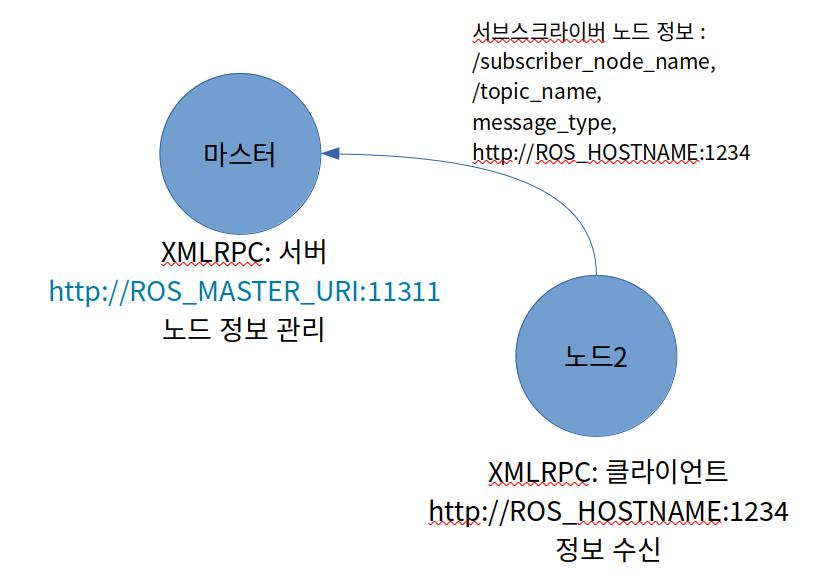 서브스크라이버 노드 정보 :
/subscriber_node_name,
/topic_name,
message_type,
http://ROS_HOSTNAME:1234
마스터
XMLRPC: 서버
http://ROS_MASTER_URI:11311
노드 정보 관리
노드2
XMLRPC: 클라이언트
http://ROS_HOSTNAME:1234
정보 수신